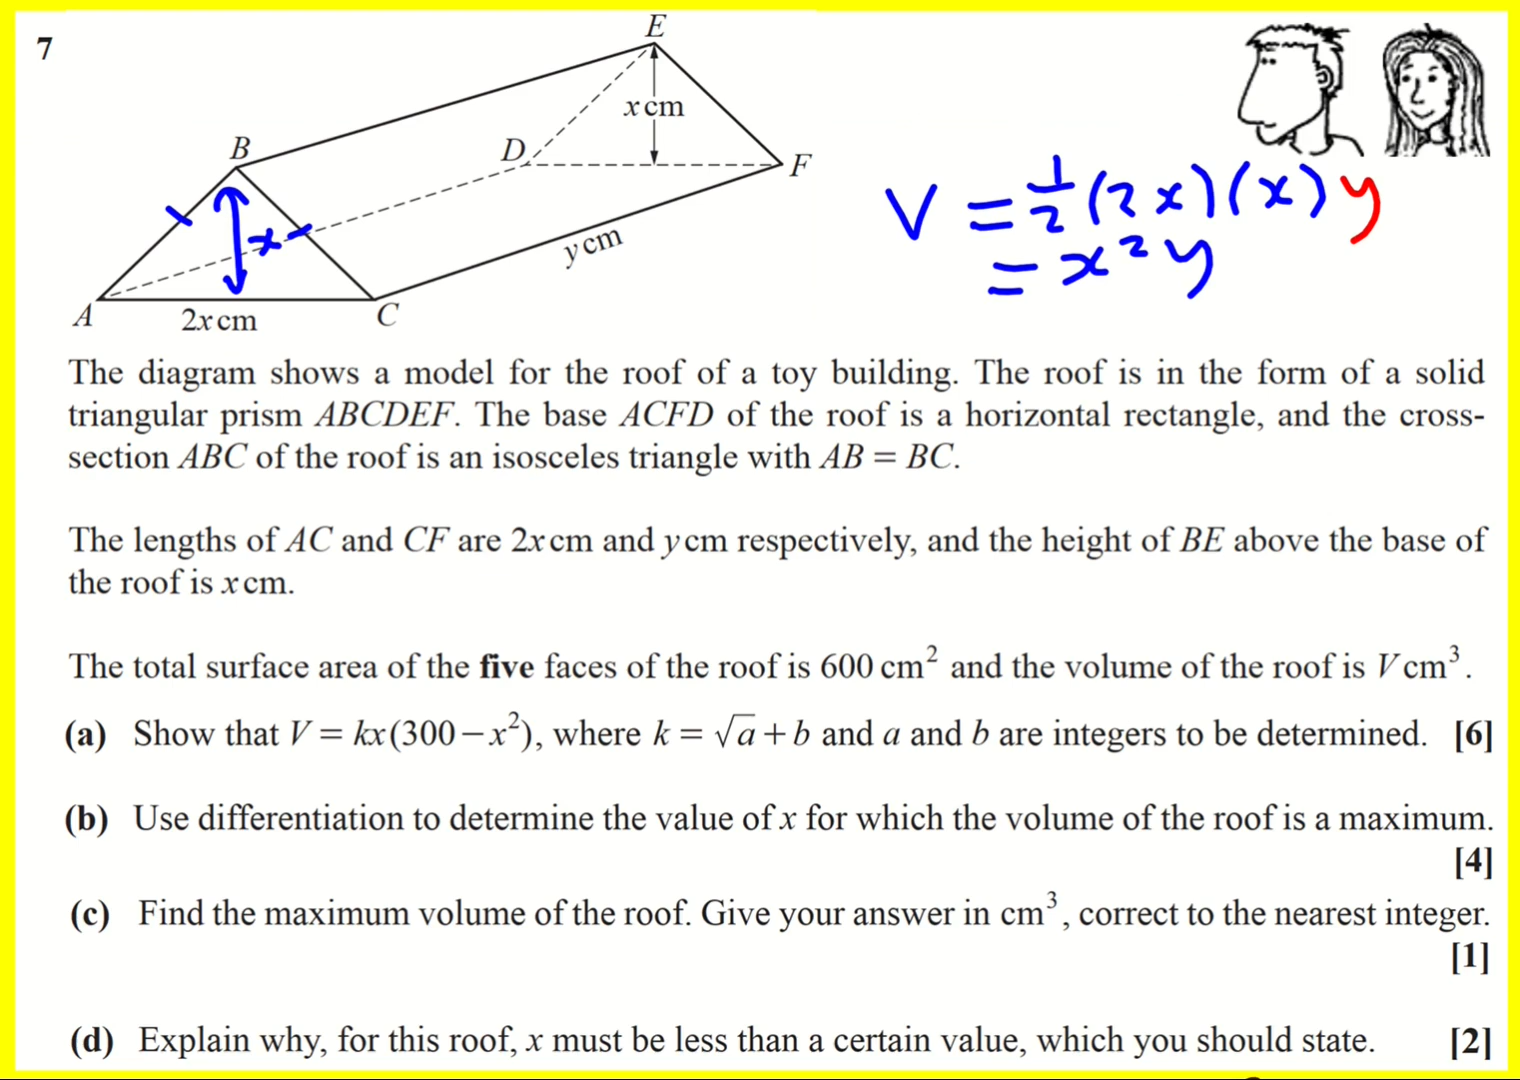 7
E
x cm
B
D
F
V = 1/2 (2x)(x) y
x
y cm
= x²y
A
2x cm
C
The diagram shows a model for the roof of a toy building. The roof is in the form of a solid
triangular prism ABCDEF. The base ACFD of the roof is a horizontal rectangle, and the cross-
section ABC of the roof is an isosceles triangle with AB = BC.
The lengths of AC and CF are 2x cm and y cm respectively, and the height of BE above the base of
the roof is x cm.
The total surface area of the five faces of the roof is 600 cm² and the volume of the roof is V cm³.
(a) Show that V = kx(300 − x²), where k = √a + b and a and b are integers to be determined. [6]
(b) Use differentiation to determine the value of x for which the volume of the roof is a maximum.
[4]
(c) Find the maximum volume of the roof. Give your answer in cm³, correct to the nearest integer.
[1]
(d) Explain why, for this roof, x must be less than a certain value, which you should state. [2]